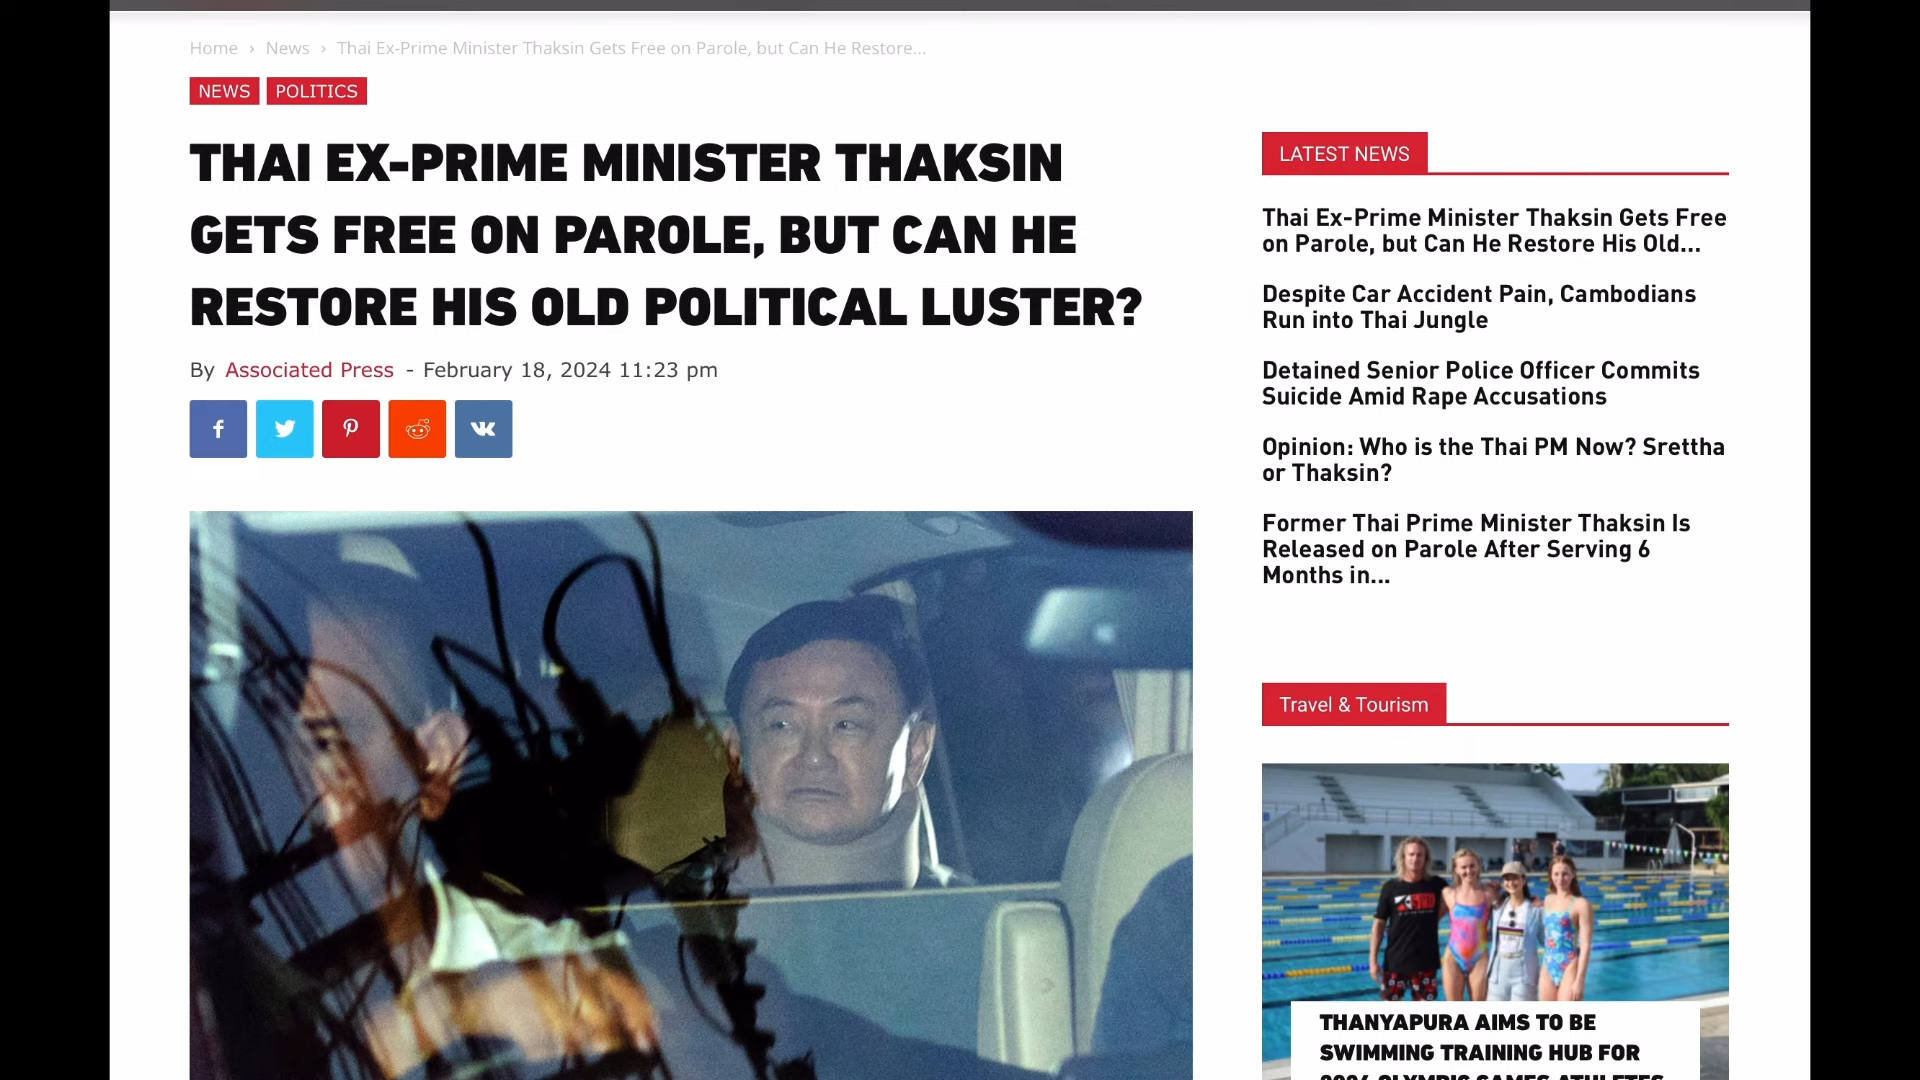 Home › News › Thai Ex-Prime Minister Thaksin Gets Free on Parole, but Can He Restore...
NEWS POLITICS
THAI EX-PRIME MINISTER THAKSIN
GETS FREE ON PAROLE, BUT CAN HE
RESTORE HIS OLD POLITICAL LUSTER?
By Associated Press - February 18, 2024 11:23 pm
LATEST NEWS
Thai Ex-Prime Minister Thaksin Gets Free
on Parole, but Can He Restore His Old...
Despite Car Accident Pain, Cambodians
Run into Thai Jungle
Detained Senior Police Officer Commits
Suicide Amid Rape Accusations
Opinion: Who is the Thai PM Now? Srettha
or Thaksin?
Former Thai Prime Minister Thaksin Is
Released on Parole After Serving 6
Months in...
Travel & Tourism
THANYAPURA AIMS TO BE
SWIMMING TRAINING HUB FOR
2024 OLYMPIC GAMES ATHLETES